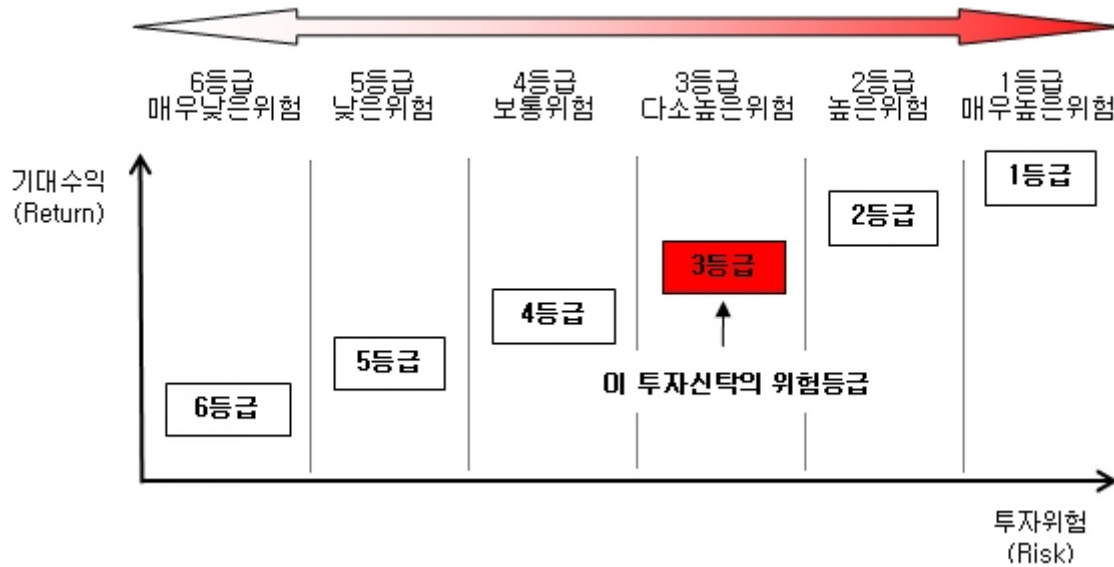 6등급 5등급 4등급 3등급 2등급 1등급
매우낮은위험 낮은위험 보통위험 다소높은위험 높은위험 매우높은위험
기대수익
(Return)
1등급
2등급
3등급
4등급
5등급
이 투자신탁의 위험등급
6등급
투자위험
(Risk)